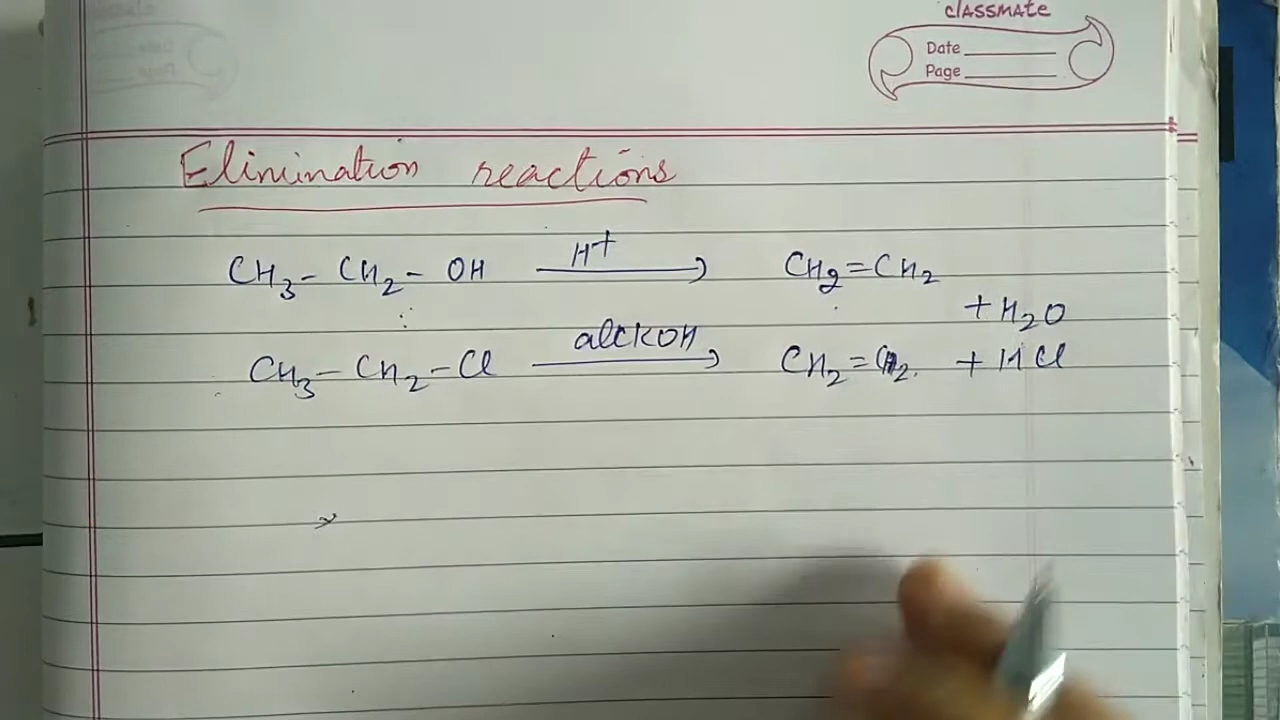 classmate
Date
Page
Elimination reactions
CH₃ – CH₂ – OH H+ → CH₂ = CH₂
+ H₂O
CH₃ – CH₂ – Cl alcKOH → CH₂ = CH₂ + HCl